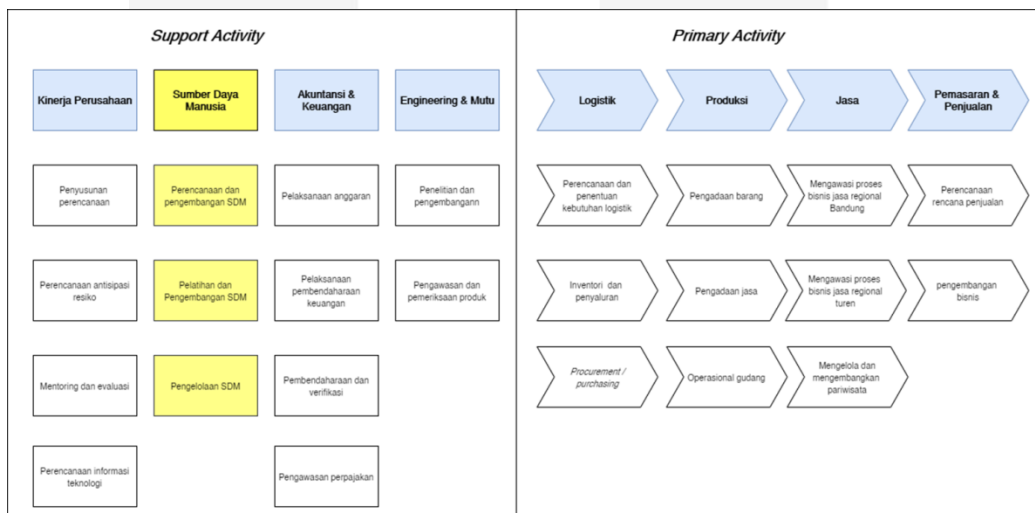 Support Activity
Primary Activity
Kinerja Perusahaan
Sumber Daya
Manusia
Akuntansi &
Keuangan
Engineering & Mutu
Logistik
Produksi
Jasa
Pemasaran &
Penjualan
Penyusunan
perencanaan
Perencanaan dan
pengembangan SDM
Pelaksanaan anggaran
Penelitian dan
pengembangann
Perencanaan dan
penentuan
kebutuhan logistik
Pengadaan barang
Mengawasi proses
bisnis jasa regional
Bandung
Perencanaan
rencana penjualan
Perencanaan antisipasi
resiko
Pelatihan dan
Pengembangan SDM
Pelaksanaan
pembendaharaan
keuangan
Pengawasan dan
pemeriksaan produk
Inventori dan
penyaluran
Pengadaan jasa
Mengawasi proses
bisnis jasa regional
turen
pengembangan
bisnis
Mentoring dan evaluasi
Pengelolaan SDM
Pembendaharaan dan
verifikasi
Procurement /
purchasing
Operasional gudang
Mengelola dan
mengembangkan
pariwisata
Perencanaan informasi
teknologi
Pengawasan perpajakan